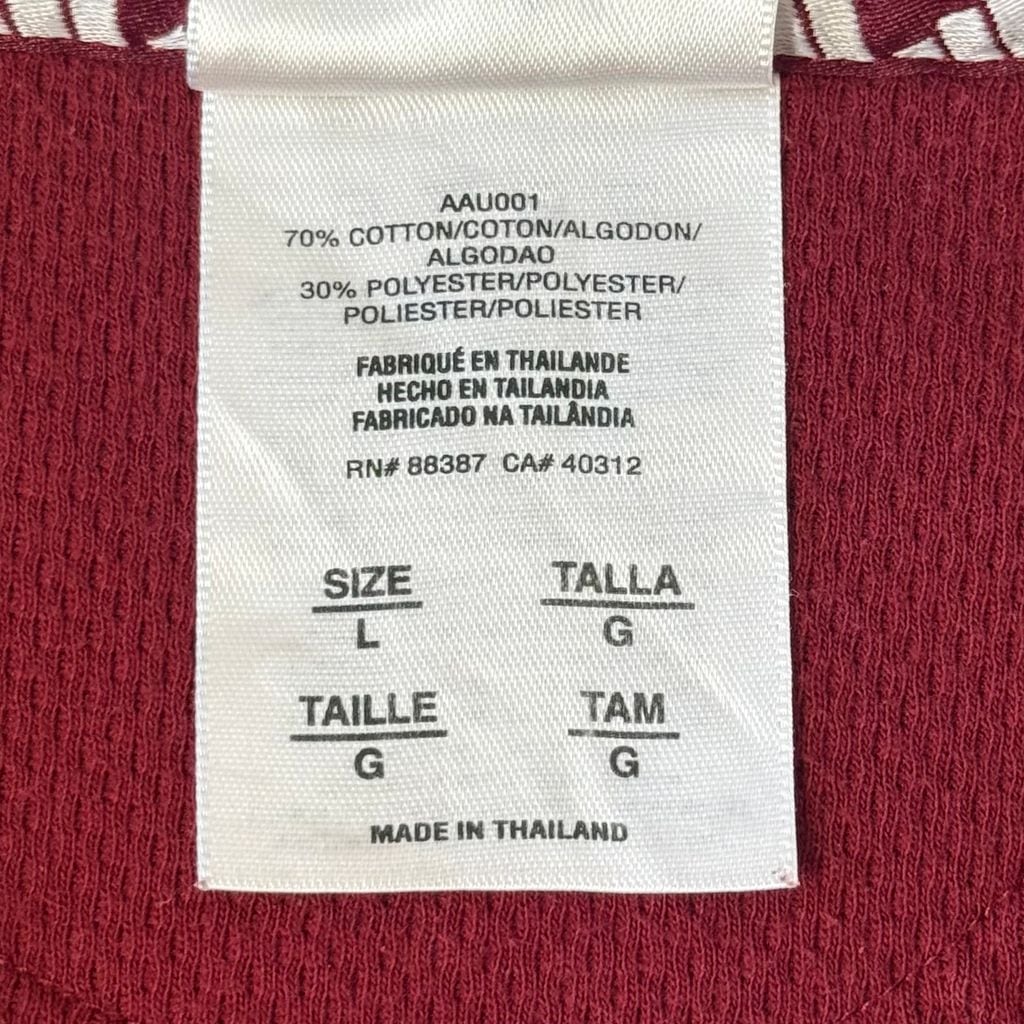 AAU001
70% COTTON/COTON/ALGODON/
ALGODAO
30% POLYESTER/POLYESTER/
POLIESTER/POLIESTER
FABRIQUÉ EN THAILANDE
HECHO EN TAILANDIA
FABRICADO NA TAILÂNDIA
RN# 88387 CA# 40312
SIZE
L
TALLA
G
TAILLE
G
TAM
G
MADE IN THAILAND